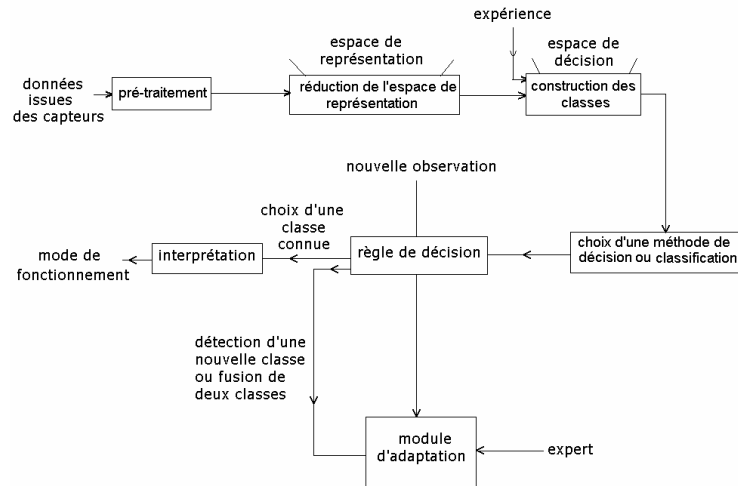 expérience
espace de
représentation
espace de
décision
données
issues
des capteurs
pré-traitement
réduction de l'espace de
représentation
construction des
classes
nouvelle observation
choix d'une
classe
connue
mode de
fonctionnement
interprétation
règle de décision
choix d'une méthode de
décision ou classification
détection d'une
nouvelle classe
ou fusion de
deux classes
module
d'adaptation
expert